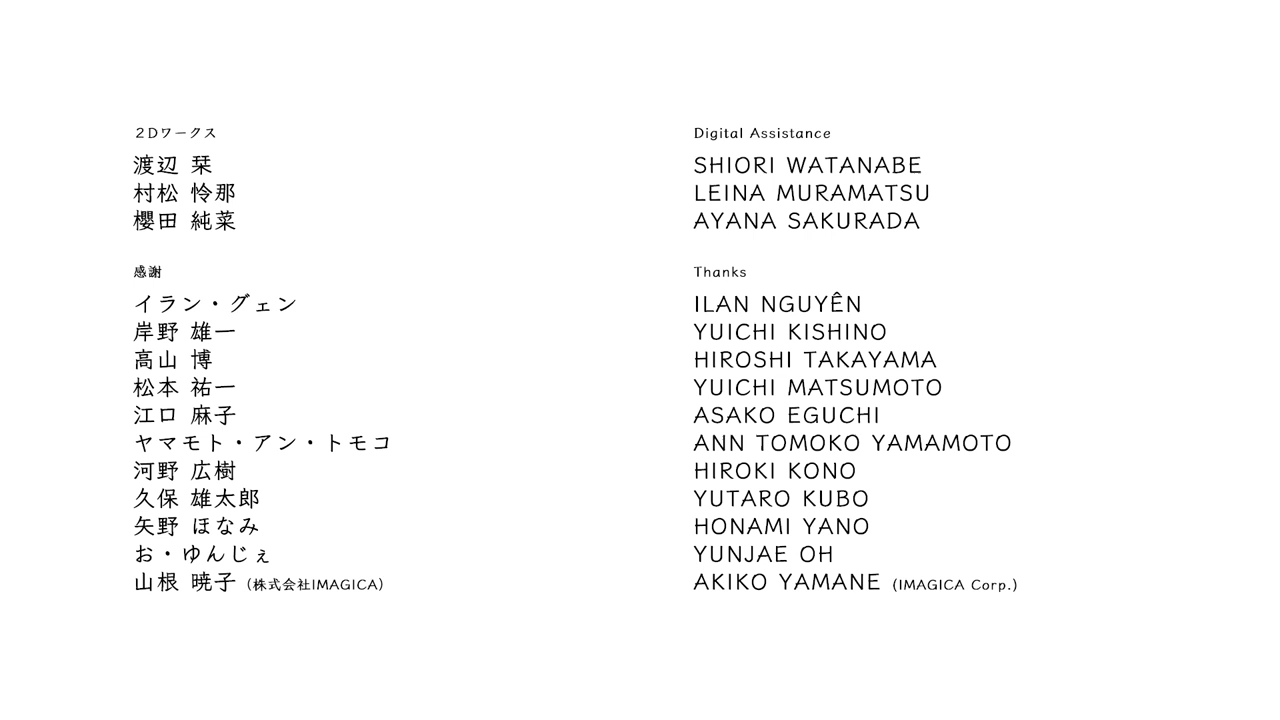 ２Dワークス
渡辺 栞
村松 怜那
櫻田 純菜
感謝
イラン・グェン
岸野 雄一
高山 博
松本 祐一
江口 麻子
ヤマモト・アン・トモコ
河野 広樹
久保 雄太郎
矢野 ほなみ
お・ゆんじぇ
山根 暁子（株式会社IMAGICA）
Digital Assistance
SHIORI WATANABE
LEINA MURAMATSU
AYANA SAKURADA
Thanks
ILAN NGUYÊN
YUICHI KISHINO
HIROSHI TAKAYAMA
YUICHI MATSUMOTO
ASAKO EGUCHI
ANN TOMOKO YAMAMOTO
HIROKI KONO
YUTARO KUBO
HONAMI YANO
YUNJAE OH
AKIKO YAMANE (IMAGICA Corp.)